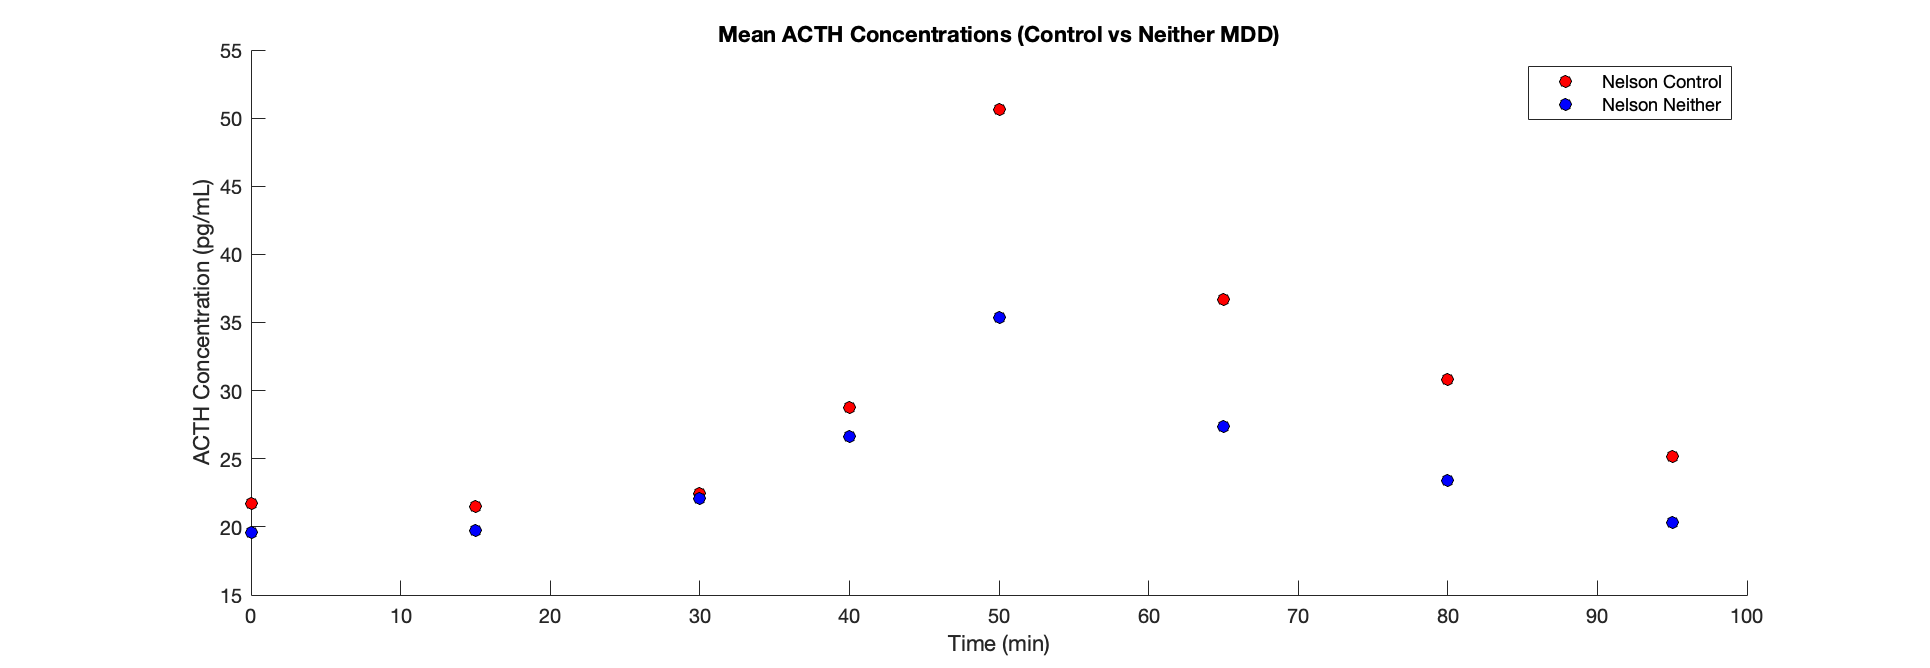 Mean ACTH Concentrations (Control vs Neither MDD)
Nelson Control
Nelson Neither
ACTH Concentration (pg/mL)
55
50
45
40
35
30
25
20
15
0 10 20 30 40 50 60 70 80 90 100
Time (min)